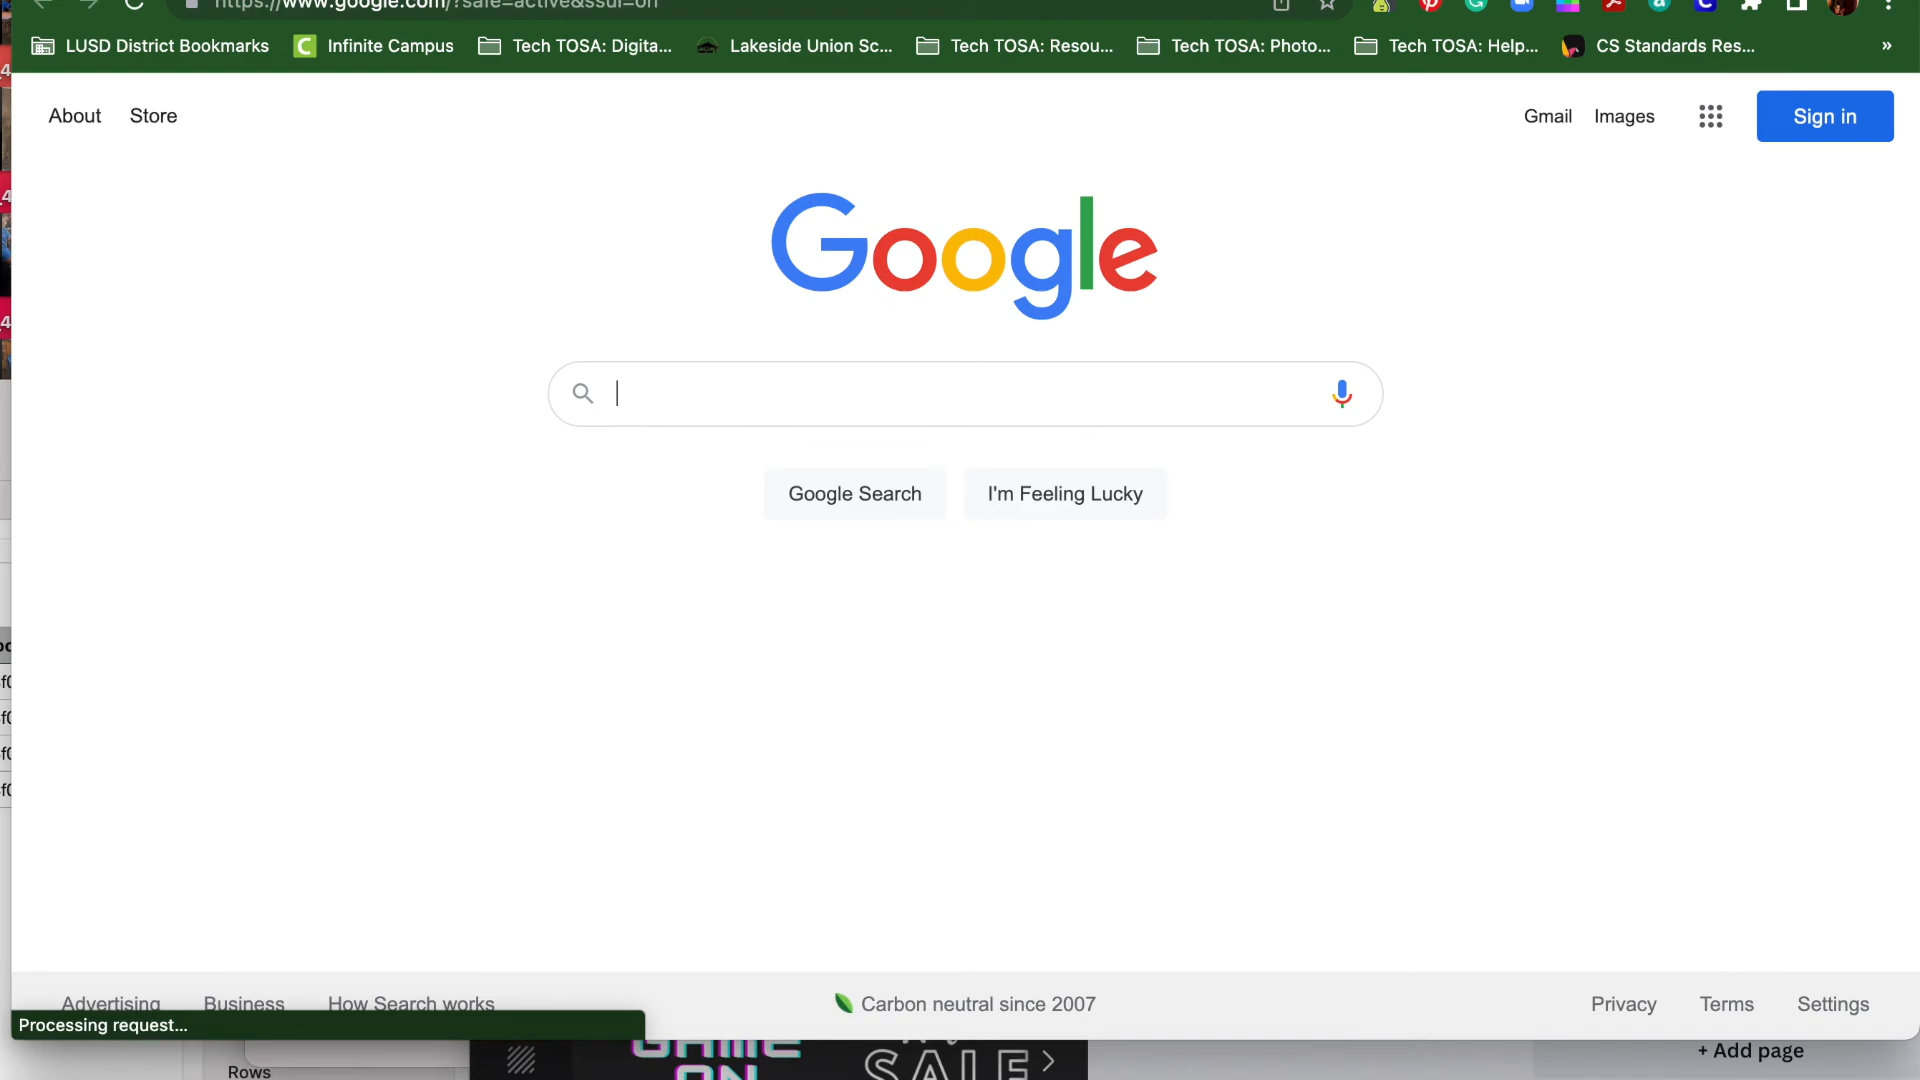 https://www.google.com/?safe=active&ssui=on
LUSD District Bookmarks Infinite Campus Tech TOSA: Digita... Lakeside Union Sc... Tech TOSA: Resou... Tech TOSA: Photo... Tech TOSA: Help... CS Standards Res... »
About Store Gmail Images Sign in
Google
Google Search I'm Feeling Lucky
Advertising Business How Search works Carbon neutral since 2007 Privacy Terms Settings
Processing request...
+ Add page
Rows
GAME
ON
SALE